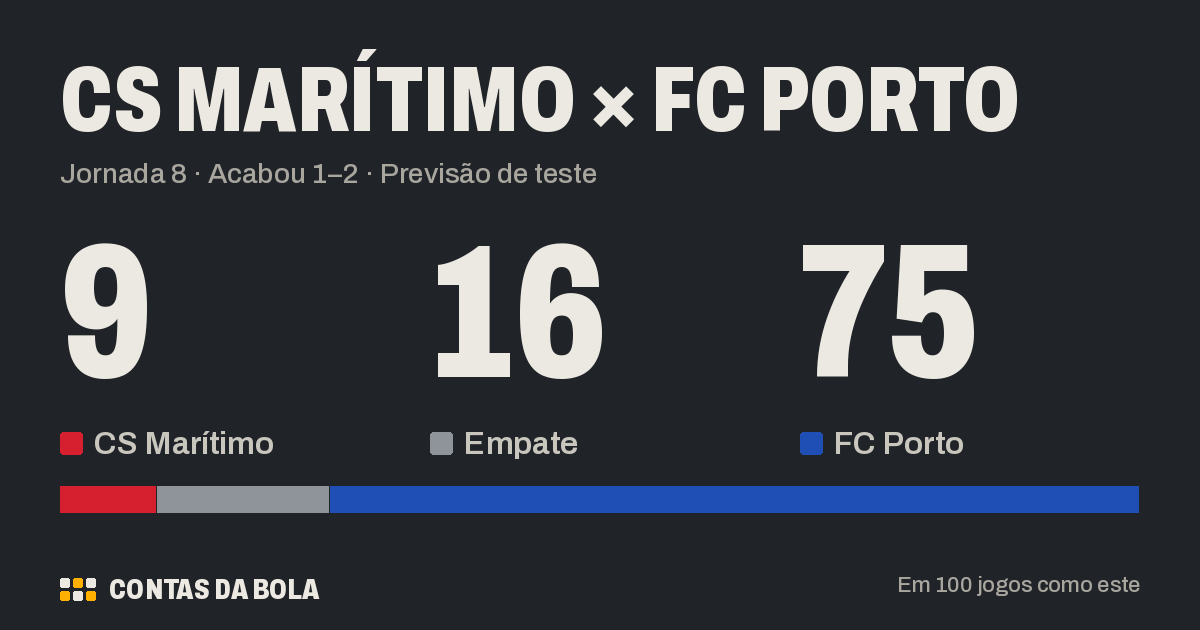 CS MARÍTIMO × FC PORTO
Jornada 8 · Acabou 1–2 · Previsão de teste
9 16 75
CS Marítimo Empate FC Porto
CONTAS DA BOLA
Em 100 jogos como este